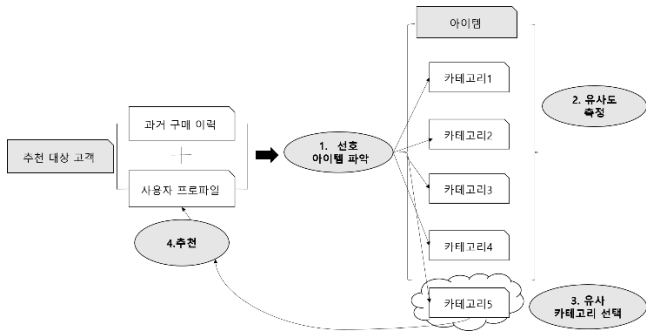 아이템
카테고리1
과거 구매 이력
2. 유사도
측정
추천 대상 고객
1. 선호
아이템 파악
카테고리2
사용자 프로파일
카테고리3
4.추천
카테고리4
카테고리5
3. 유사
카테고리 선택